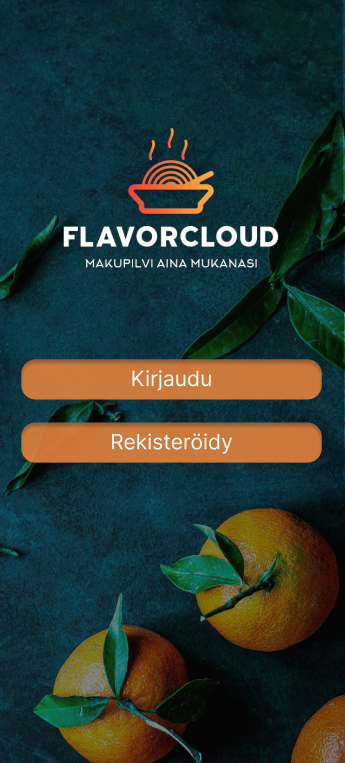 FLAVORCLOUD
MAKUPILVI AINA MUKANASI
Kirjaudu
Rekisteröidy